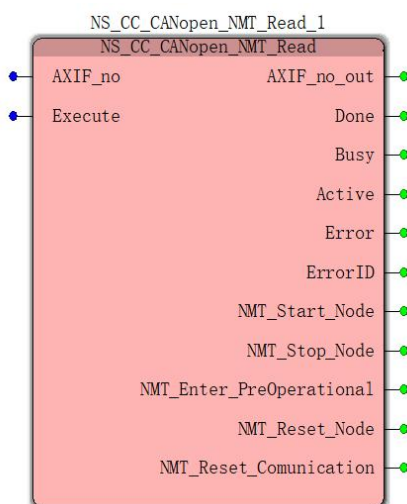 NS_CC_CANopen_NMT_Read_1
NS_CC_CANopen_NMT_Read
AXIF_no AXIF_no_out
Execute Done
Busy
Active
Error
ErrorID
NMT_Start_Node
NMT_Stop_Node
NMT_Enter_PreOperational
NMT_Reset_Node
NMT_Reset_Comunication